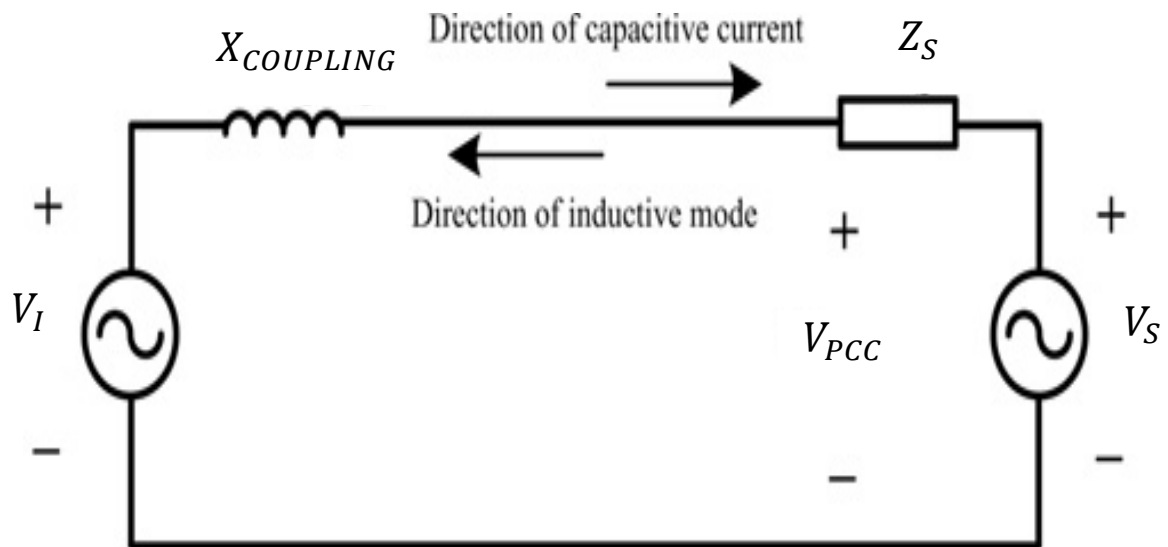 Direction of capacitive current
X_COUPLING
Z_S
Direction of inductive mode
+
+
+
V_I
V_PCC
V_S
−
−
−